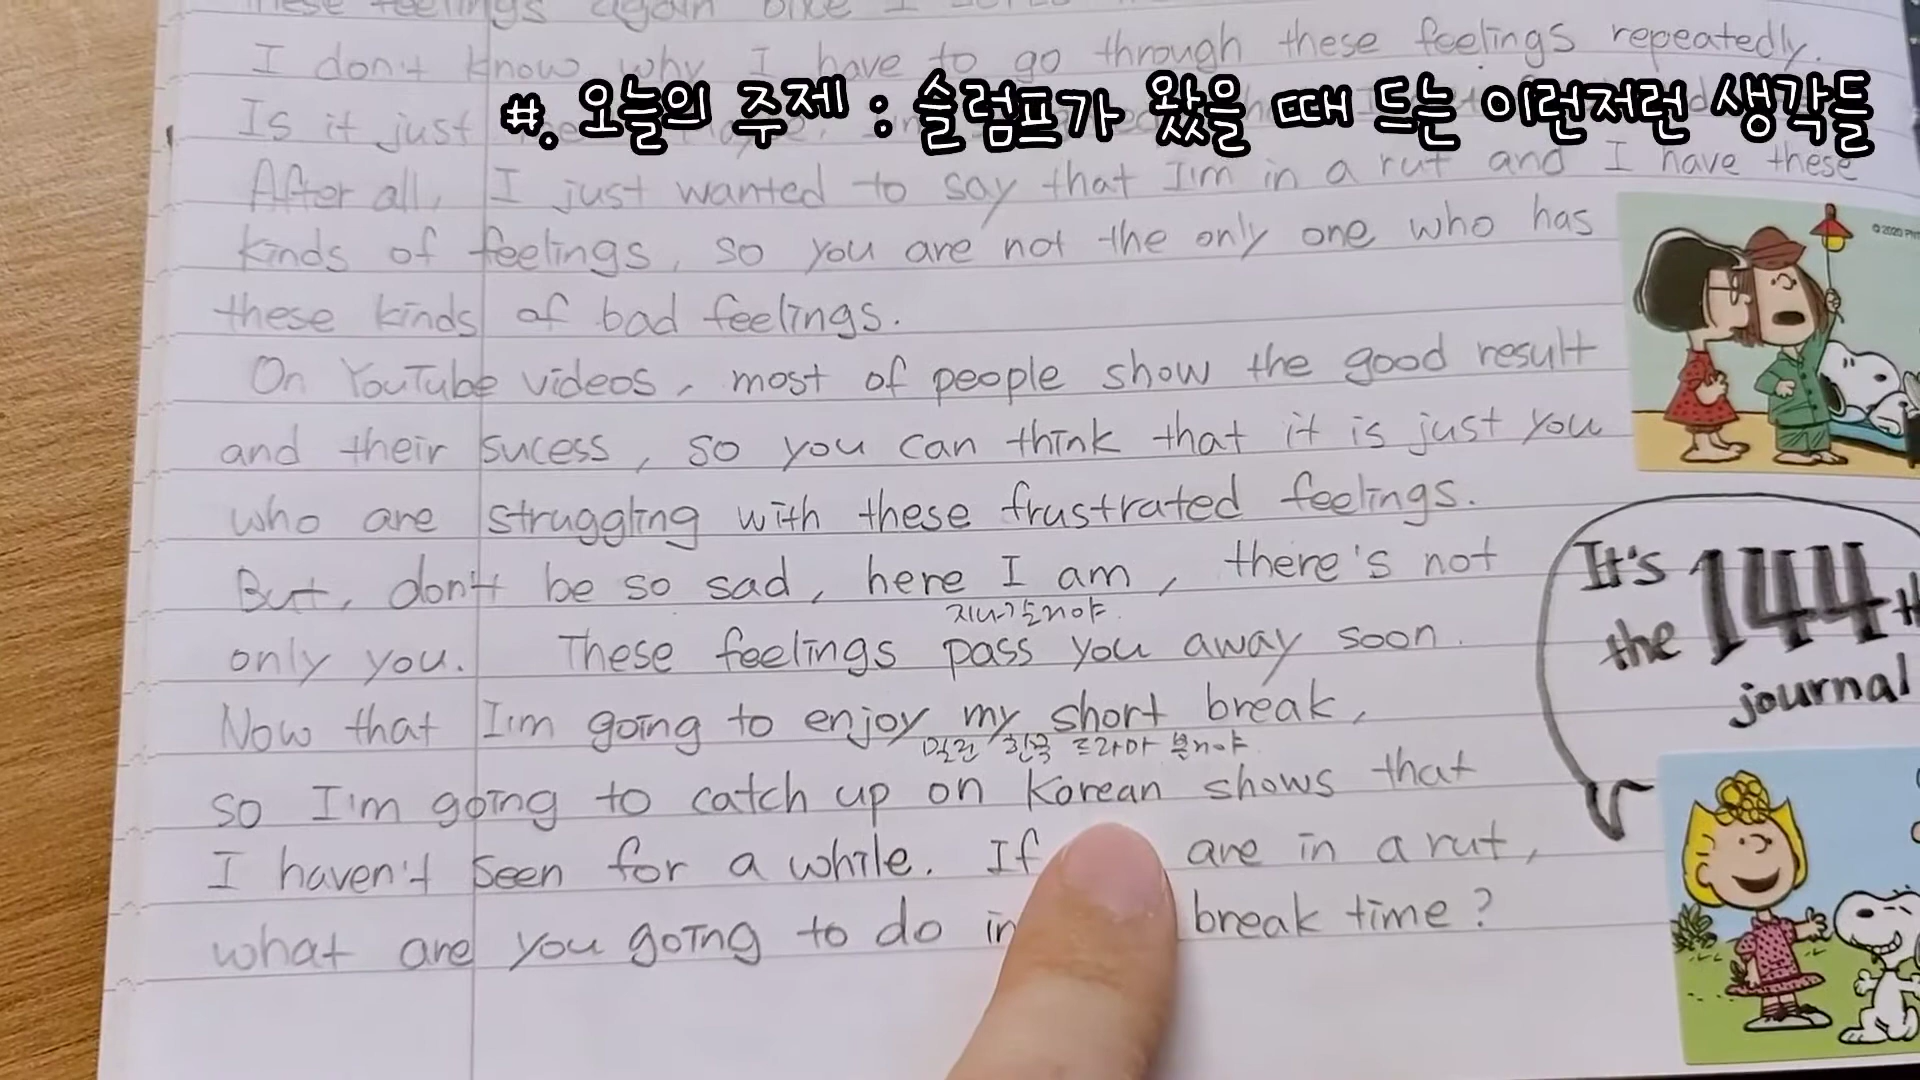 these feelings again
I don't know why I have to go through these feelings repeatedly.
#. 오늘의 주제 : 슬럼프가 왔을 때 드는 이런저런 생각들
Is it just
After all, I just wanted to say that I'm in a rut and I have these
kinds of feelings, so you are not the only one who has
these kinds of bad feelings.
On YouTube videos, most of people show the good result
and their sucess, so you can think that it is just you
who are struggling with these frustrated feelings.
But, don't be so sad, here I am, there's not
지나갈거야.
only you. These feelings pass you away soon.
Now that I'm going to enjoy my short break,
밀린 한국 드라마 볼거야.
so I'm going to catch up on Korean shows that
I haven't seen for a while. If are in a rut,
what are you going to do in break time?
© 2020
It's
the 144th
journal